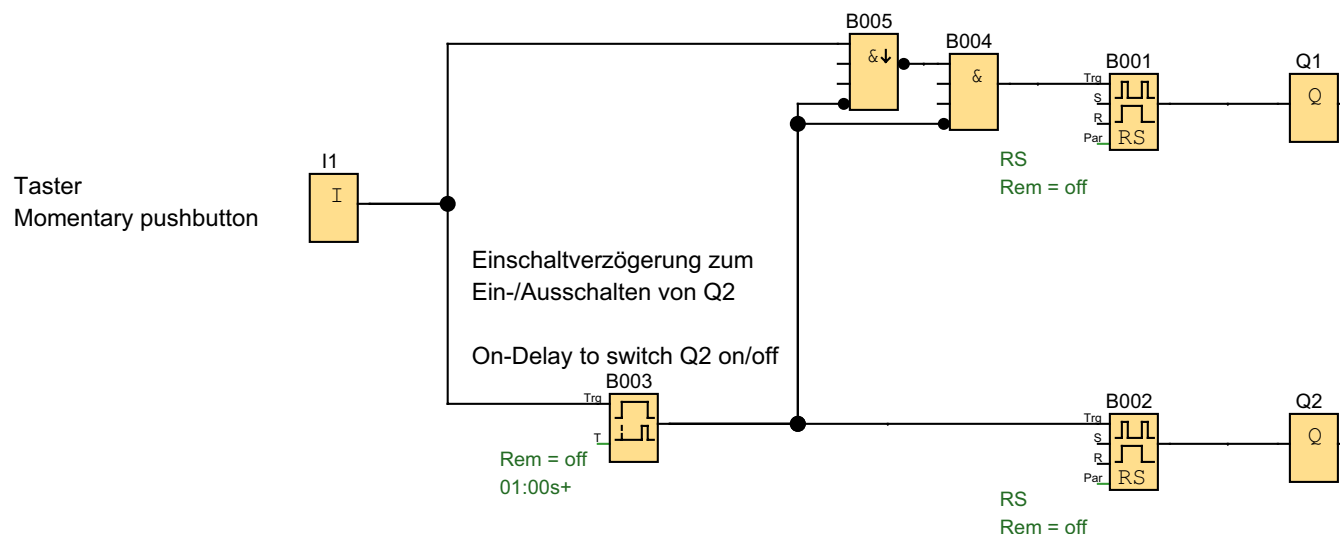 B005
&↓
B004
&
B001
Trg
S
R
Par
RS
RS
Rem = off
Q1
Q
I1
I
Taster
Momentary pushbutton
Einschaltverzögerung zum
Ein-/Ausschalten von Q2
On-Delay to switch Q2 on/off
B003
Trg
T
Rem = off
01:00s+
B002
Trg
S
R
Par
RS
RS
Rem = off
Q2
Q